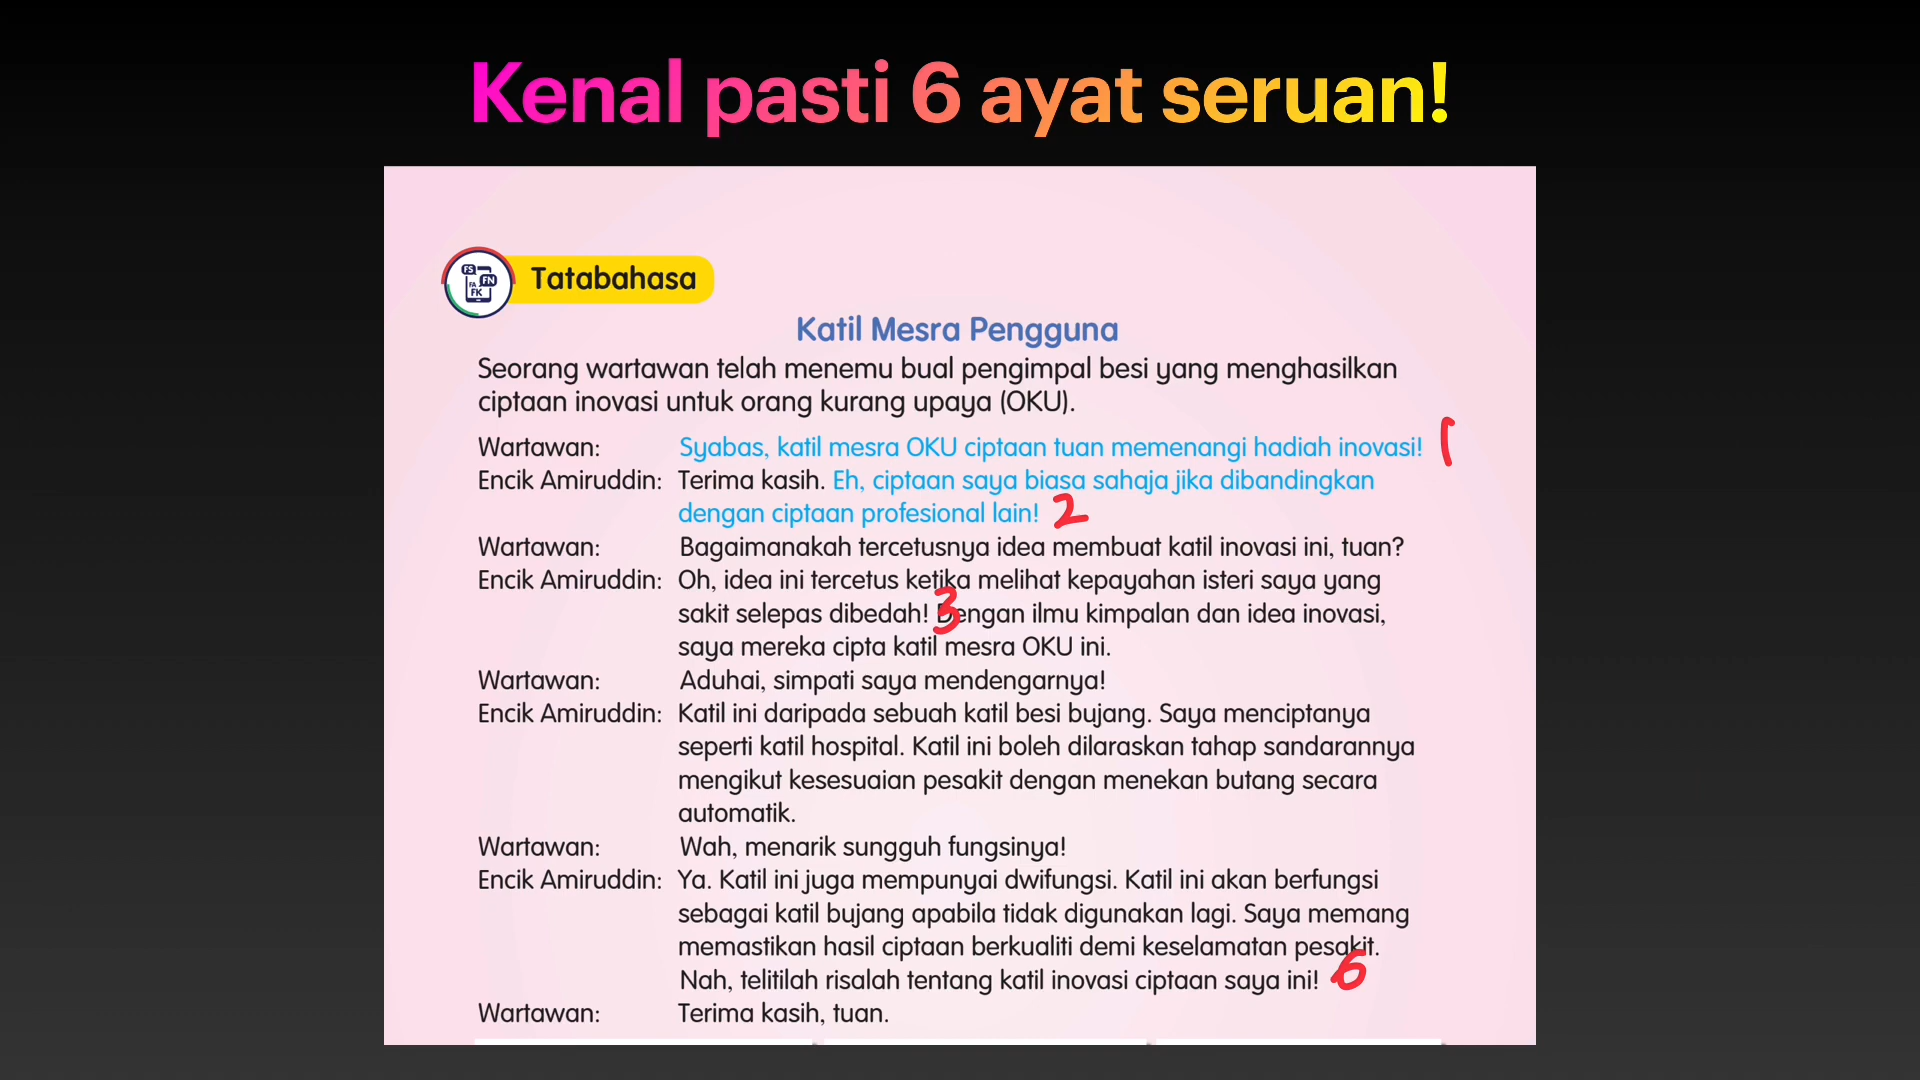 Kenal pasti 6 ayat seruan!
FS
FN
FA
FK
Tatabahasa
Katil Mesra Pengguna
Seorang wartawan telah menemu bual pengimpal besi yang menghasilkan
ciptaan inovasi untuk orang kurang upaya (OKU).
Wartawan: Syabas, katil mesra OKU ciptaan tuan memenangi hadiah inovasi! 1
Encik Amiruddin: Terima kasih. Eh, ciptaan saya biasa sahaja jika dibandingkan
dengan ciptaan profesional lain! 2
Wartawan: Bagaimanakah tercetusnya idea membuat katil inovasi ini, tuan?
Encik Amiruddin: Oh, idea ini tercetus ketika melihat kepayahan isteri saya yang
sakit selepas dibedah! 3 Dengan ilmu kimpalan dan idea inovasi,
saya mereka cipta katil mesra OKU ini.
Wartawan: Aduhai, simpati saya mendengarnya!
Encik Amiruddin: Katil ini daripada sebuah katil besi bujang. Saya menciptanya
seperti katil hospital. Katil ini boleh dilaraskan tahap sandarannya
mengikut kesesuaian pesakit dengan menekan butang secara
automatik.
Wartawan: Wah, menarik sungguh fungsinya!
Encik Amiruddin: Ya. Katil ini juga mempunyai dwifungsi. Katil ini akan berfungsi
sebagai katil bujang apabila tidak digunakan lagi. Saya memang
memastikan hasil ciptaan berkualiti demi keselamatan pesakit.
Nah, telitilah risalah tentang katil inovasi ciptaan saya ini! 6
Wartawan: Terima kasih, tuan.